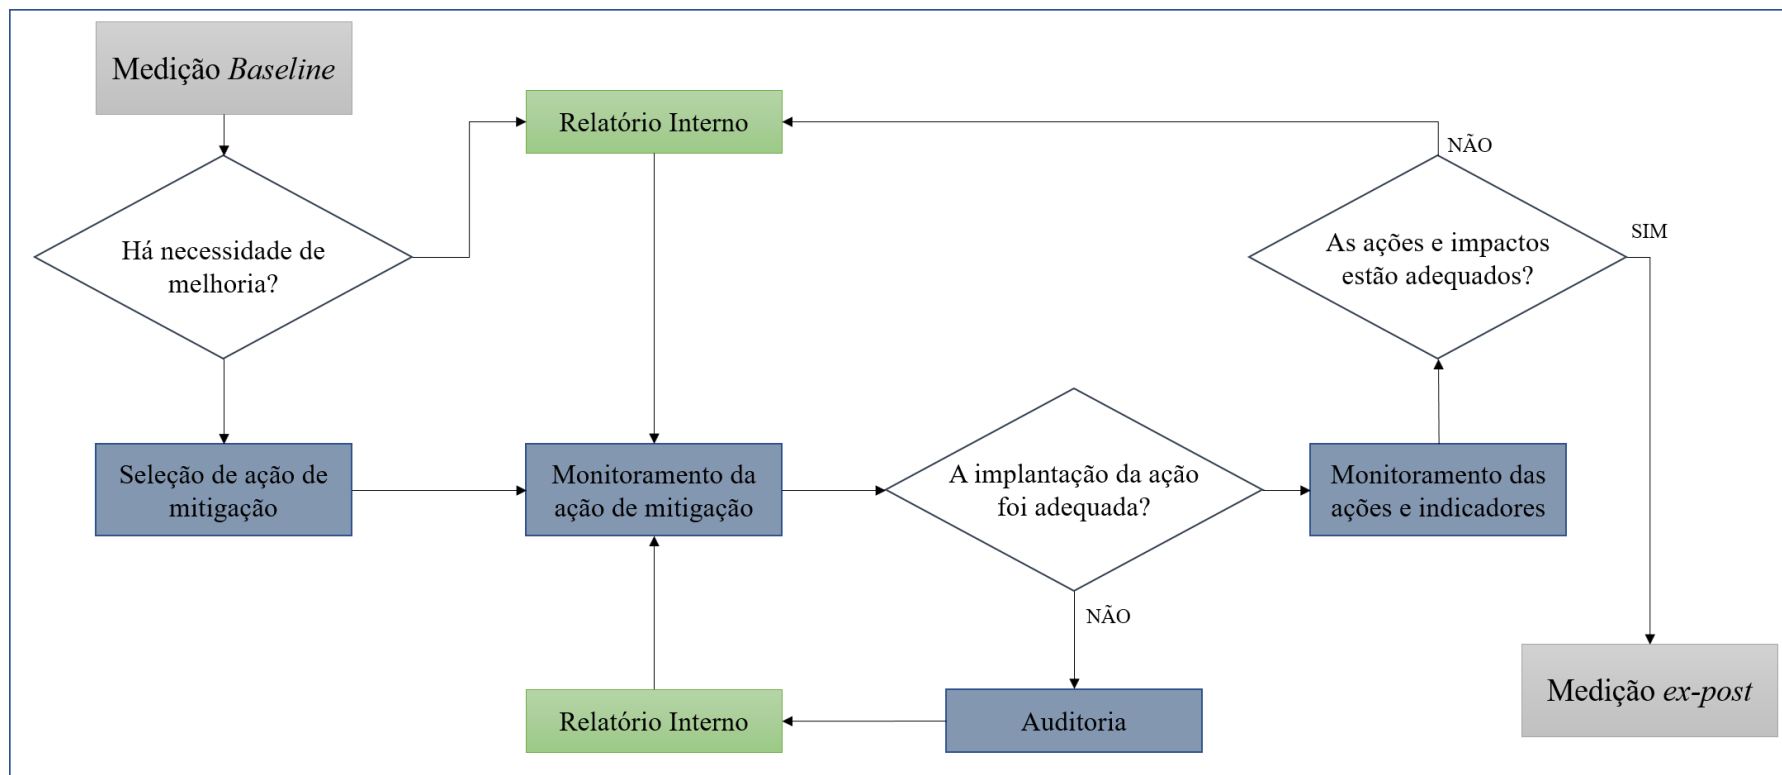 Medição Baseline
Relatório Interno
NÃO
Há necessidade de
melhoria?
As ações e impactos
estão adequados?
SIM
Seleção de ação de
mitigação
Monitoramento da
ação de mitigação
A implantação da ação
foi adequada?
Monitoramento das
ações e indicadores
NÃO
Relatório Interno
Auditoria
Medição ex-post